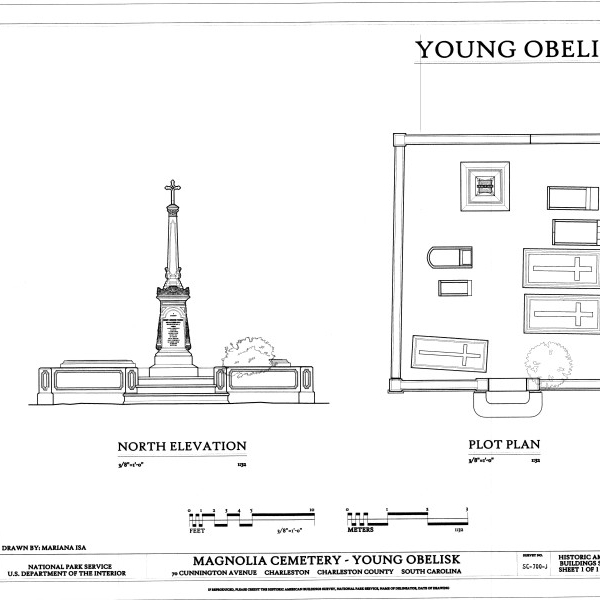 YOUNG OBELI
NORTH ELEVATION
3/8"=1'-0" 1:32
PLOT PLAN
3/8"=1'-0" 1:32
0 1 2 3 4 7 10
FEET 3/8"=1'-0"
0 1 2 3
METERS 1:32
DRAWN BY: MARIANA ISA
NATIONAL PARK SERVICE
U.S. DEPARTMENT OF THE INTERIOR
MAGNOLIA CEMETERY - YOUNG OBELISK
70 CUNNINGTON AVENUE CHARLESTON CHARLESTON COUNTY SOUTH CAROLINA
SURVEY NO.
SC-700-J
HISTORIC AM
BUILDINGS S
SHEET 1 OF 1
IF REPRODUCED, PLEASE CREDIT THE HISTORIC AMERICAN BUILDINGS SURVEY, NATIONAL PARK SERVICE, NAME OF DELINEATOR, DATE OF DRAWING